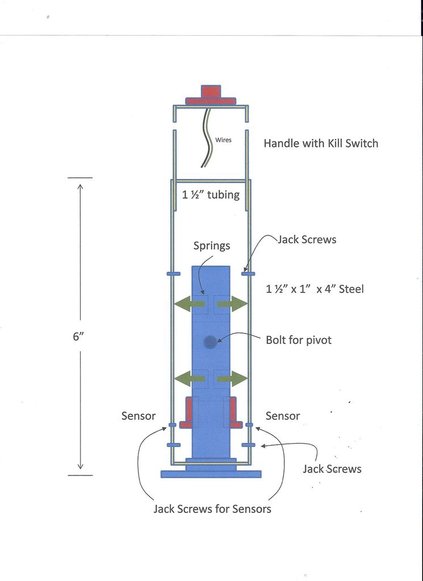 Wires
Handle with Kill Switch
1 ½” tubing
Jack Screws
Springs
1 ½” x 1” x 4” Steel
6”
Bolt for pivot
Sensor
Sensor
Jack Screws
Jack Screws for Sensors